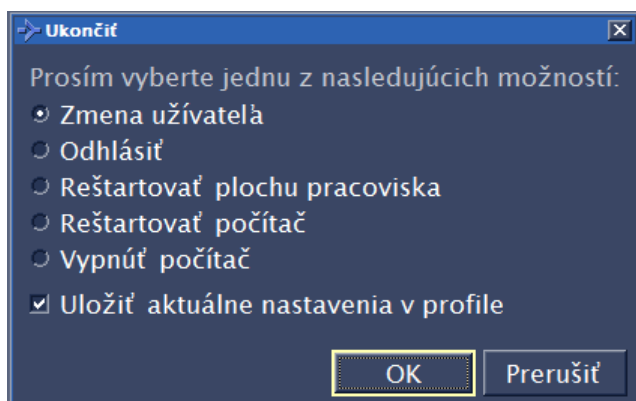 Ukončiť
Prosím vyberte jednu z nasledujúcich možností:
Zmena užívateľa
Odhlásiť
Reštartovať plochu pracoviska
Reštartovať počítač
Vypnúť počítač
Uložiť aktuálne nastavenia v profile
OK Prerušiť